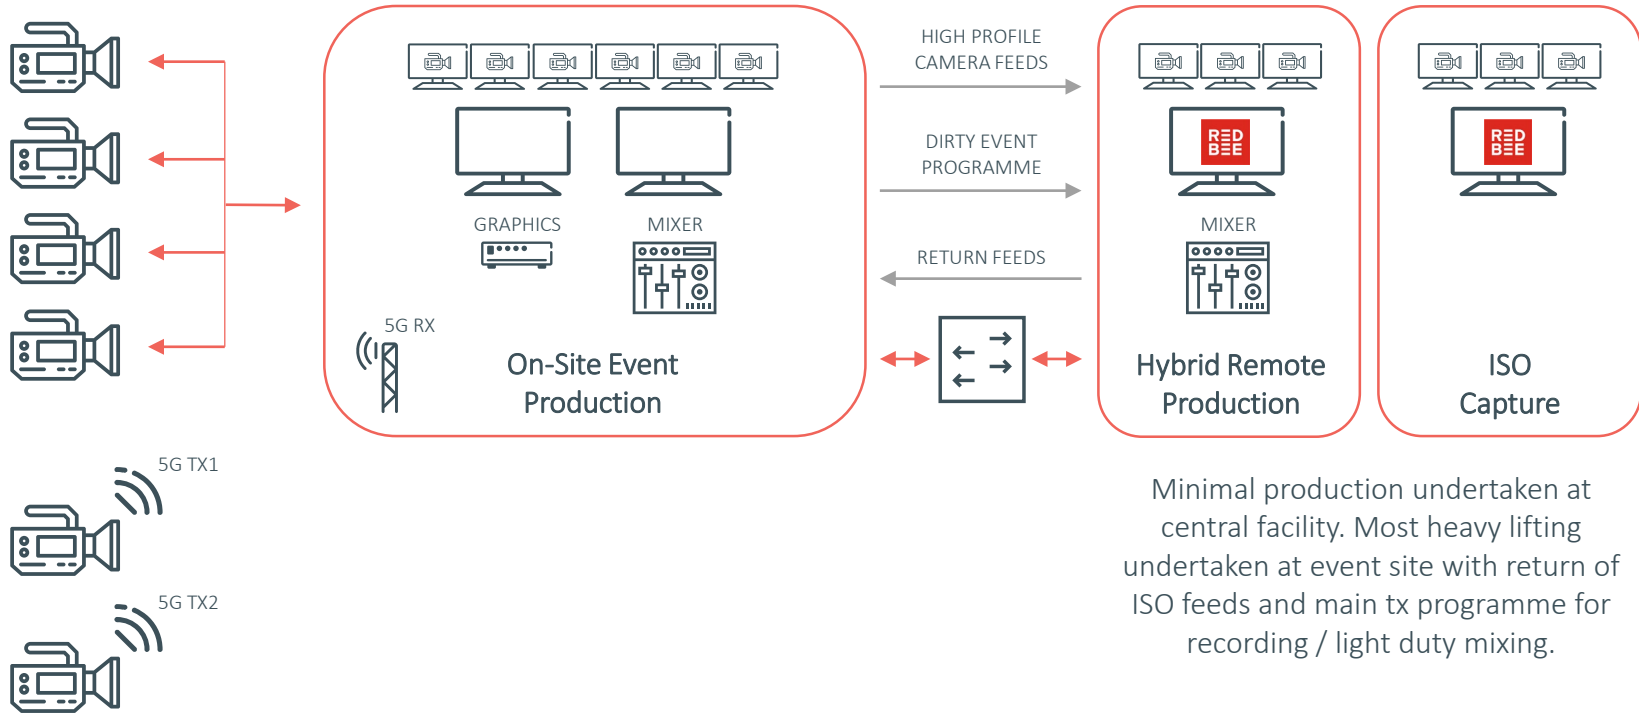 HIGH PROFILE
CAMERA FEEDS
DIRTY EVENT
PROGRAMME
RETURN FEEDS
GRAPHICS
MIXER
5G RX
On-Site Event
Production
RED
BEE
MIXER
Hybrid Remote
Production
RED
BEE
ISO
Capture
5G TX1
5G TX2
Minimal production undertaken at
central facility. Most heavy lifting
undertaken at event site with return of
ISO feeds and main tx programme for
recording / light duty mixing.